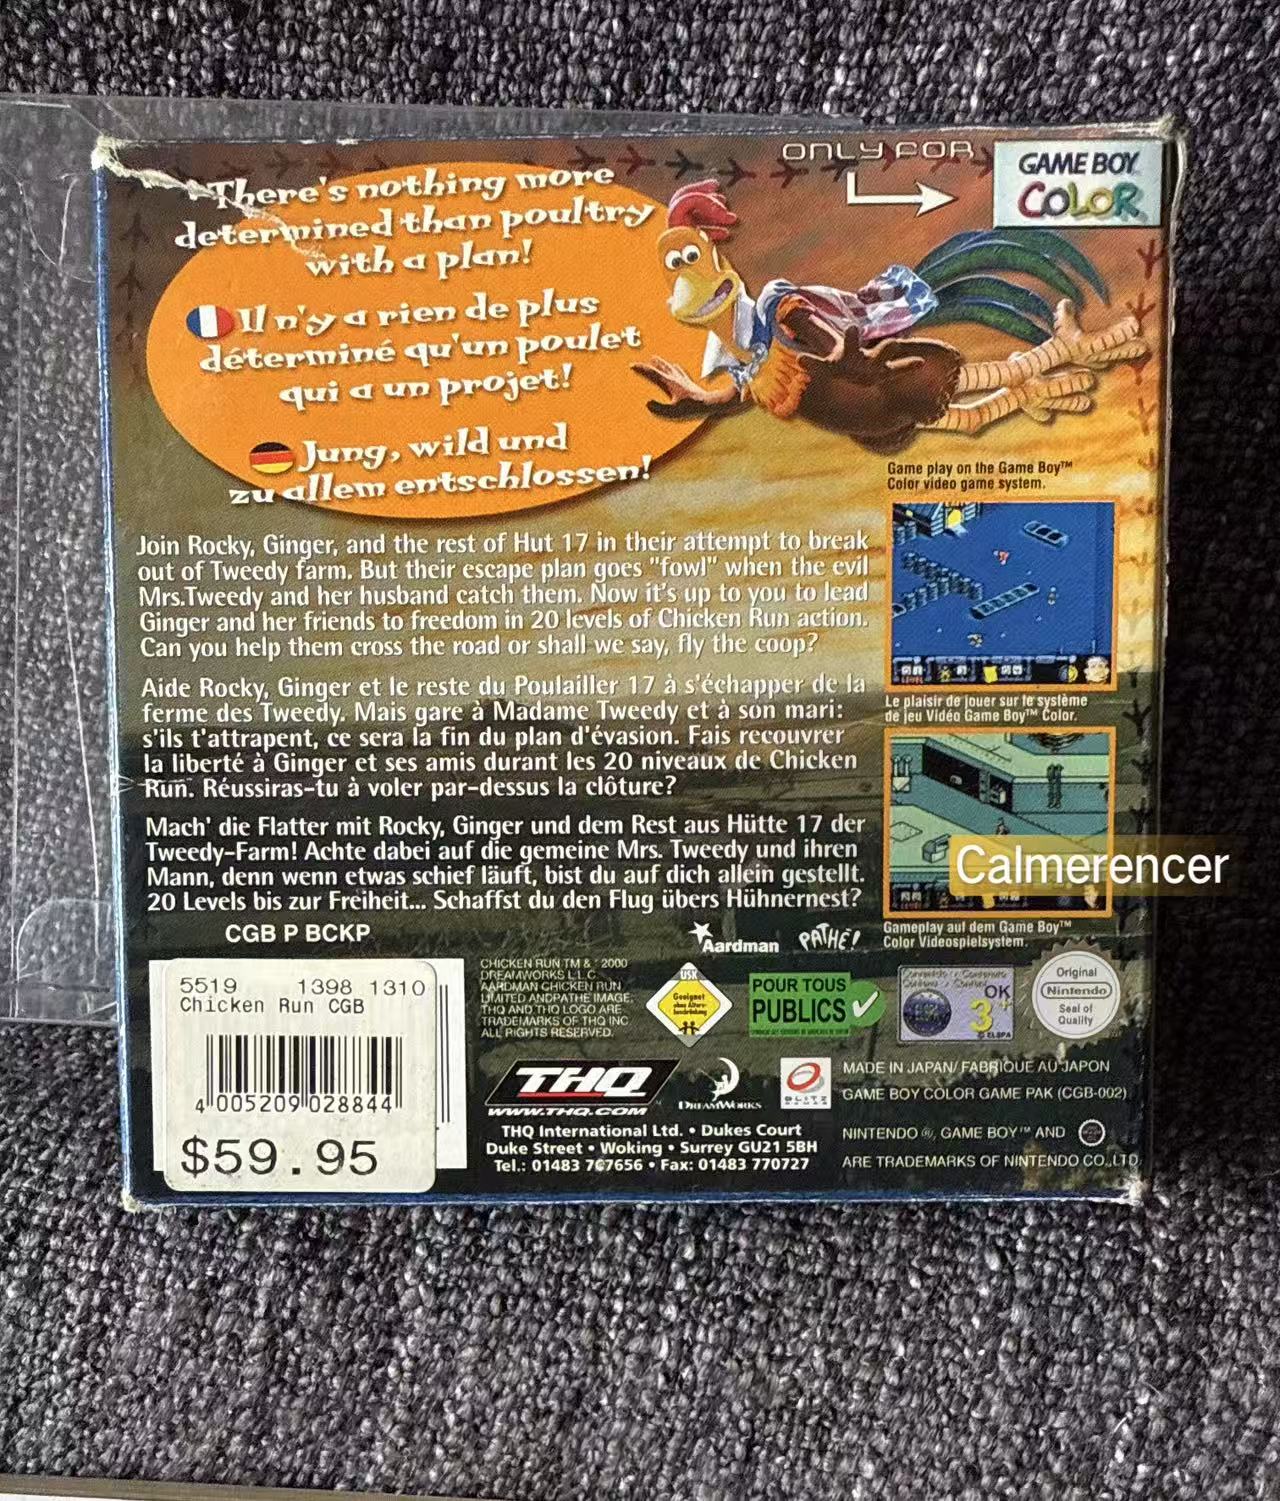 ONLY FOR
GAME BOY
COLOR
There's nothing more
determined than poultry
with a plan!
Il n'y a rien de plus
déterminé qu'un poulet
qui a un projet!
Jung, wild und
zu allem entschlossen!
Game play on the Game Boy™
Color video game system.
Join Rocky, Ginger, and the rest of Hut 17 in their attempt to break
out of Tweedy farm. But their escape plan goes "fowl" when the evil
Mrs.Tweedy and her husband catch them. Now it's up to you to lead
Ginger and her friends to freedom in 20 levels of Chicken Run action.
Can you help them cross the road or shall we say, fly the coop?
Aide Rocky, Ginger et le reste du Poulailler 17 à s'échapper de la
ferme des Tweedy. Mais gare à Madame Tweedy et à son mari:
s'ils t'attrapent, ce sera la fin du plan d'évasion. Fais recouvrer
la liberté à Ginger et ses amis durant les 20 niveaux de Chicken
Run. Réussiras-tu à voler par-dessus la clôture?
Le plaisir de jouer sur le système
de jeu Vidéo Game Boy™ Color.
Mach' die Flatter mit Rocky, Ginger und dem Rest aus Hütte 17 der
Tweedy-Farm! Achte dabei auf die gemeine Mrs. Tweedy und ihren
Mann, denn wenn etwas schief läuft, bist du auf dich allein gestellt.
20 Levels bis zur Freiheit... Schaffst du den Flug übers Hühnernest?
Calmerencer
Gameplay auf dem Game Boy™
Color Videospielsystem.
CGB P BCKP
Aardman
PATHÉ!
5519 1398 1310
Chicken Run CGB
4 005209 028844
$59.95
CHICKEN RUN TM & © 2000
DREAMWORKS L.L.C.,
AARDMAN CHICKEN RUN
LIMITED AND PATHE IMAGE.
THQ AND THQ LOGO ARE
TRADEMARKS OF THQ INC.
ALL RIGHTS RESERVED.
USK
Geeignet
ohne Alters-
beschränkung
POUR TOUS
PUBLICS
OK
3+
© ELSPA
Original
Nintendo
Seal of
Quality
THQ
WWW.THQ.COM
DREAMWORKS
BLITZ
GAMES
THQ International Ltd. • Dukes Court
Duke Street • Woking • Surrey GU21 5BH
Tel.: 01483 767656 • Fax: 01483 770727
MADE IN JAPAN/ FABRIQUE AU JAPON
GAME BOY COLOR GAME PAK (CGB-002)
NINTENDO ®, GAME BOY™ AND
ARE TRADEMARKS OF NINTENDO CO.,LTD.